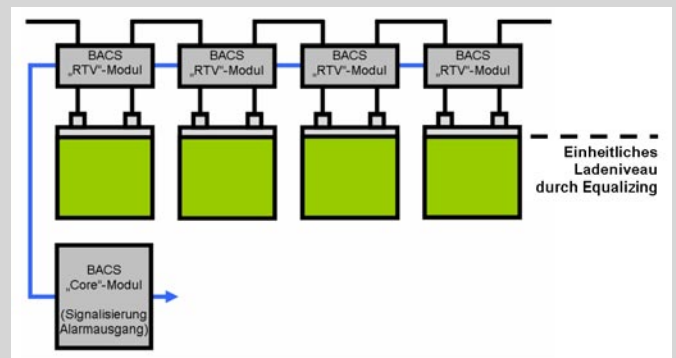 BACS
„RTV"-Modul
BACS
„RTV"-Modul
BACS
„RTV"-Modul
BACS
„RTV"-Modul
Einheitliches
Ladeniveau
durch Equalizing
BACS
„Core"-Modul
(Signalisierung
Alarmausgang)